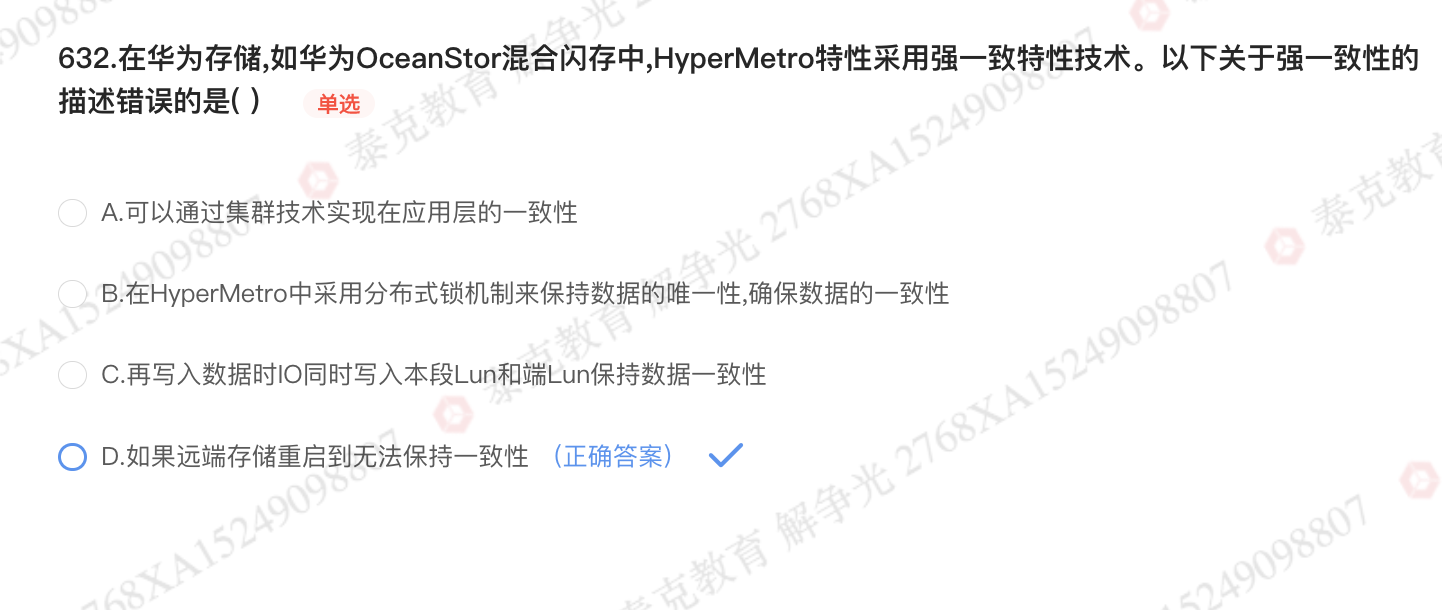 632.在华为存储,如华为OceanStor混合闪存中,HyperMetro特性采用强一致特性技术。以下关于强一致性的
描述错误的是( ) 单选
A.可以通过集群技术实现在应用层的一致性
B.在HyperMetro中采用分布式锁机制来保持数据的唯一性,确保数据的一致性
C.再写入数据时IO同时写入本段Lun和端Lun保持数据一致性
D.如果远端存储重启到无法保持一致性 (正确答案)
泰克教育 解争光 2768XA15249098807